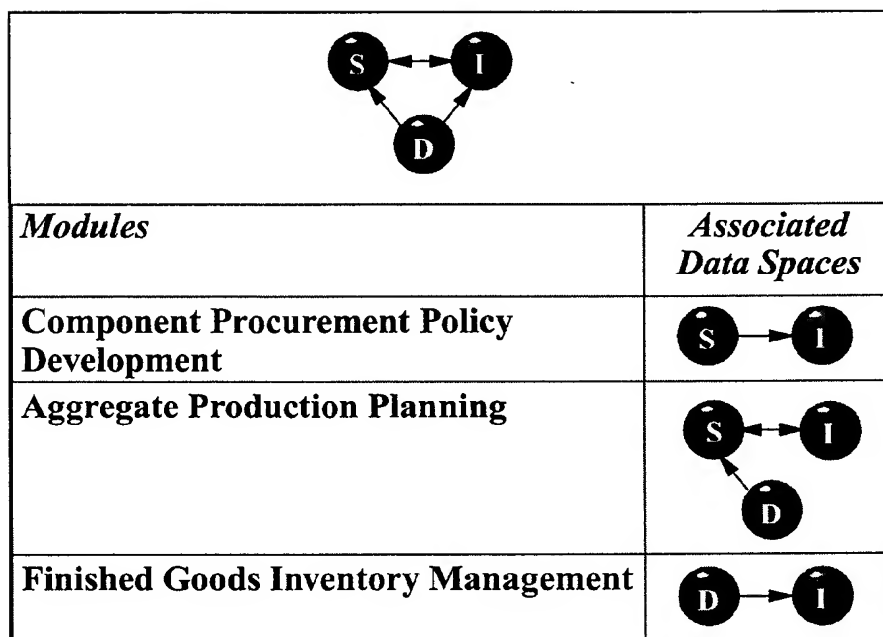 S I
D
Modules
Associated
Data Spaces
Component Procurement Policy
Development
S I
Aggregate Production Planning
S I
D
Finished Goods Inventory Management
D I